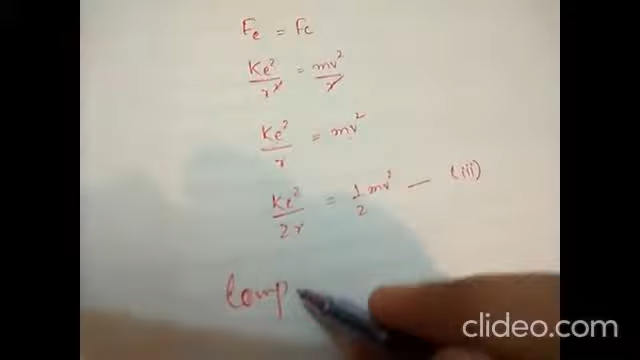 Fe = Fc
Ke²/r² = mv²/r
Ke²/r = mv²
Ke²/2r = 1/2 mv² — (iii)
Comp
clideo.com